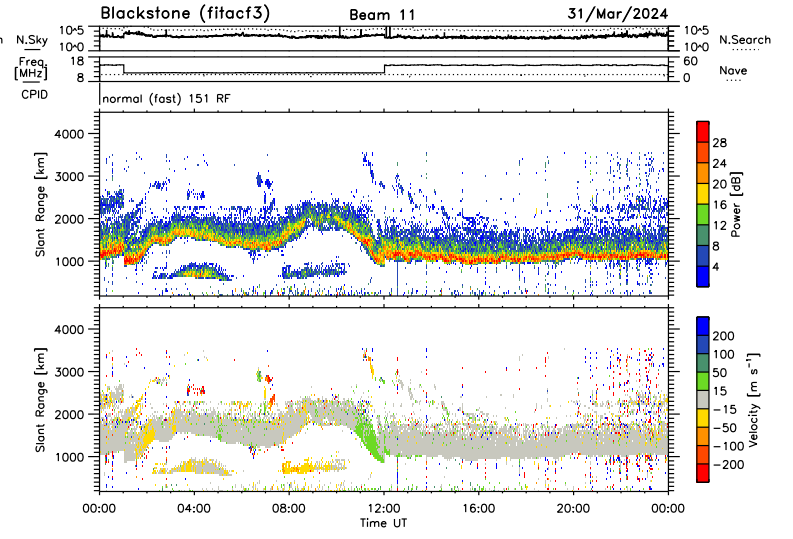 Blackstone (fitacf3) Beam 11 31/Mar/2024
n N.Sky 10^5 10^5 N.Search
10^0 10^0
Freq. 18 60
[MHz] 8 0 Nave
CPID
normal (fast) 151 RF
4000
3000
2000
1000
Slant Range [km]
28
24
20
16
12
8
4
Power [dB]
4000
3000
2000
1000
Slant Range [km]
200
100
50
15
-15
-50
-100
-200
Velocity [m s⁻¹]
00:00 04:00 08:00 12:00 16:00 20:00 00:00
Time UT